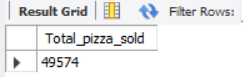 Result Grid Filter Rows:
Total_pizza_sold
49574